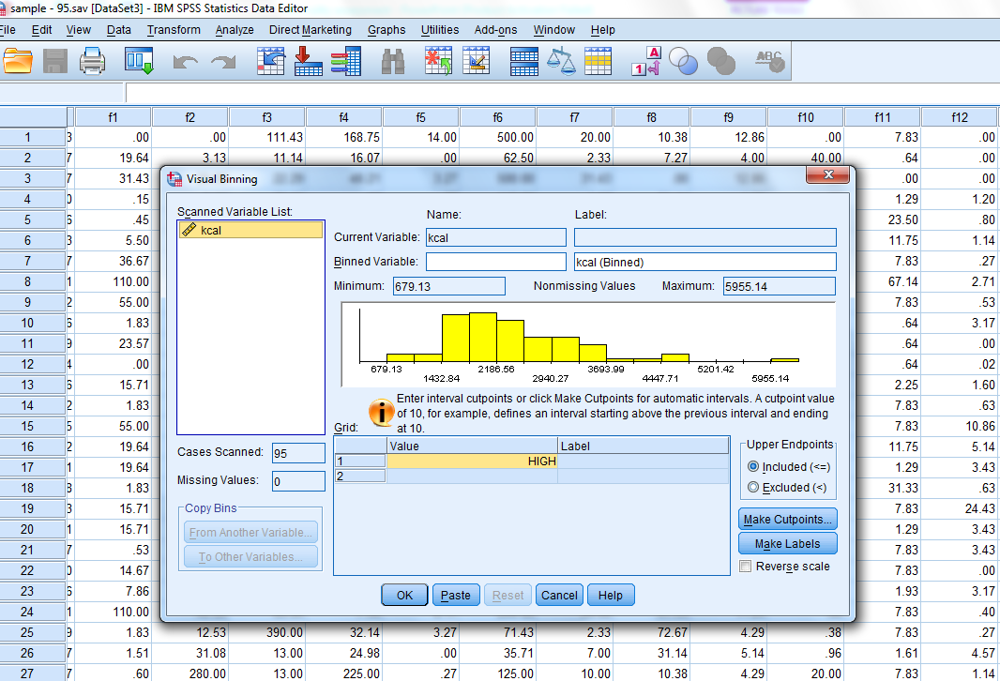 sample - 95.sav [DataSet3] - IBM SPSS Statistics Data Editor
File Edit View Data Transform Analyze Direct Marketing Graphs Utilities Add-ons Window Help
A
1
ABC
f1 f2 f3 f4 f5 f6 f7 f8 f9 f10 f11 f12
1 3 .00 .00 111.43 168.75 14.00 500.00 20.00 10.38 12.86 .00 7.83 .00
2 7 19.64 3.13 11.14 16.07 .00 62.50 2.33 7.27 4.00 40.00 .64 .00
3 7 31.43 .00 .00
4 0 .15 1.29 1.20
5 6 .45 23.50 .80
6 6 5.50 11.75 1.14
7 7 36.67 7.83 .27
8 1 110.00 67.14 2.71
9 2 55.00 7.83 .53
10 6 1.83 .64 3.17
11 9 23.57 .64 .00
12 4 .00 .64 .02
13 6 15.71 2.25 1.60
14 2 1.83 7.83 .63
15 5 55.00 7.83 10.86
16 2 19.64 11.75 5.14
17 1 19.64 1.29 3.43
18 8 1.83 31.33 .63
19 3 15.71 7.83 24.43
20 1 15.71 1.29 3.43
21 7 .53 7.83 3.43
22 0 14.67 7.83 .00
23 6 7.86 1.93 3.17
24 1 110.00 7.83 .40
25 9 1.83 12.53 390.00 32.14 3.27 71.43 2.33 72.67 4.29 .38 7.83 .27
26 7 1.51 31.08 13.00 24.98 .00 35.71 7.00 31.14 5.14 .96 1.61 4.57
27 7 .60 280.00 13.00 225.00 .27 125.00 10.00 10.38 4.29 20.00 7.83 1.14
Visual Binning
Scanned Variable List:
kcal
Name: Label:
Current Variable: kcal
Binned Variable: kcal (Binned)
Minimum: 679.13 Nonmissing Values Maximum: 5955.14
679.13 2186.56 3693.99 5201.42
1432.84 2940.27 4447.71 5955.14
Enter interval cutpoints or click Make Cutpoints for automatic intervals. A cutpoint value
of 10, for example, defines an interval starting above the previous interval and ending
at 10.
Grid:
Value Label
1 HIGH
2
Cases Scanned: 95
Missing Values: 0
Copy Bins
From Another Variable...
To Other Variables...
Upper Endpoints
Included (<=)
Excluded (<)
Make Cutpoints...
Make Labels
Reverse scale
OK Paste Reset Cancel Help